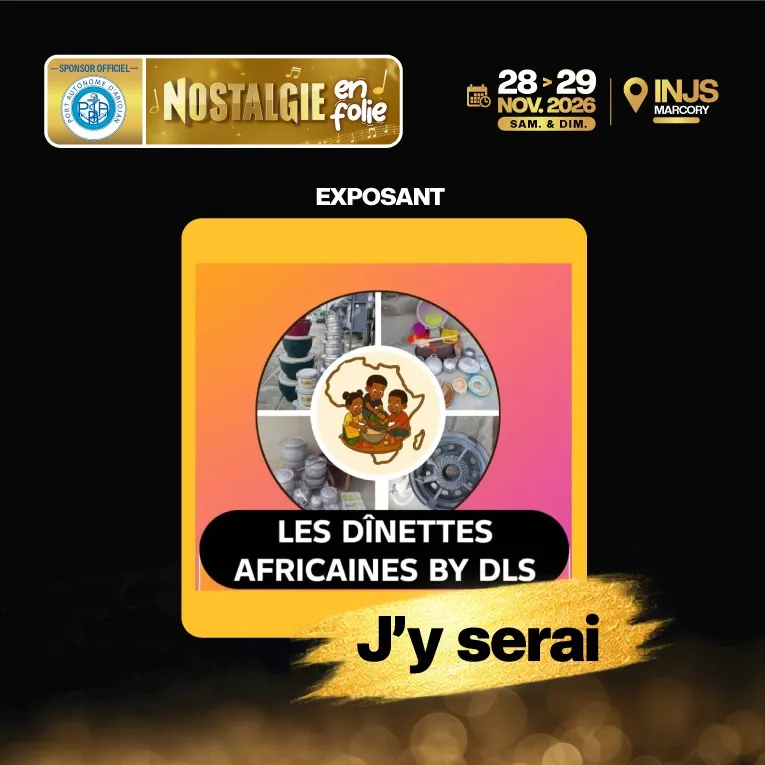 SPONSOR OFFICIEL
PORT AUTONOME D'ABIDJAN
NOSTALGIE en folie
28 > 29
NOV. 2026
SAM. & DIM.
INJS
MARCORY
EXPOSANT
LES DÎNETTES
AFRICAINES BY DLS
J'y serai